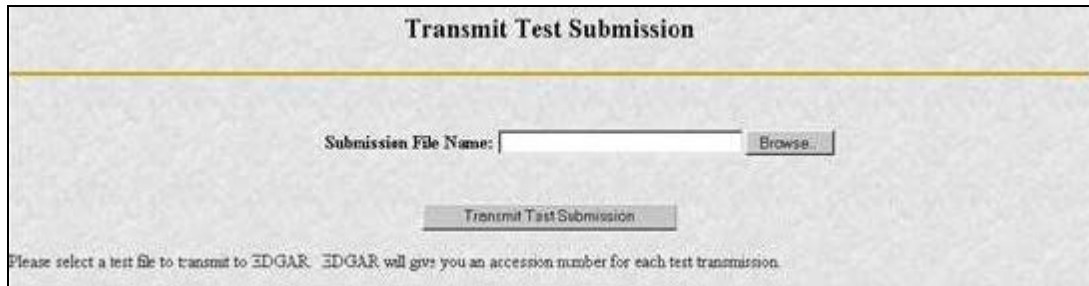 Transmit Test Submission
Submission File Name: Browse..
Transmit Test Submission
Please select a test file to transmit to EDGAR. EDGAR will give you an accession number for each test transmission.